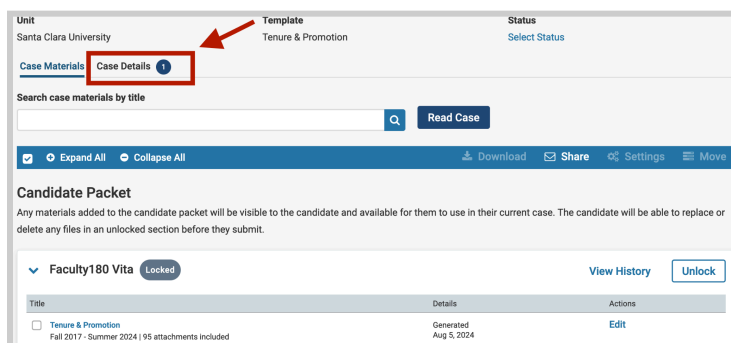 Unit Template Status
Santa Clara University Tenure & Promotion Select Status
Case Materials Case Details 1
Search case materials by title
Read Case
Expand All Collapse All Download Share Settings Move
Candidate Packet
Any materials added to the candidate packet will be visible to the candidate and available for them to use in their current case. The candidate will be able to replace or
delete any files in an unlocked section before they submit.
Faculty180 Vita Locked View History Unlock
Title Details Actions
Tenure & Promotion Generated Edit
Fall 2017 - Summer 2024 | 95 attachments included Aug 5, 2024